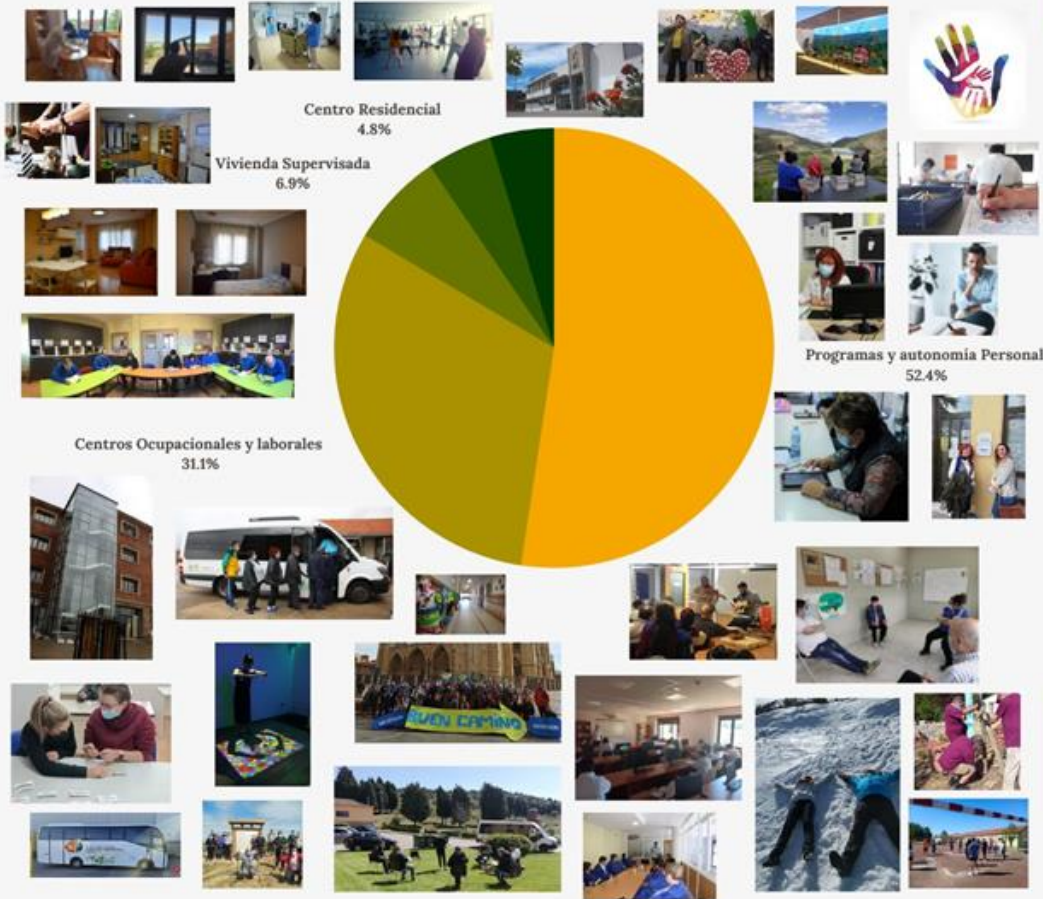 Centro Residencial
4.8%
Vivienda Supervisada
6.9%
Programas y autonomía Personal
52.4%
Centros Ocupacionales y laborales
31.1%
BUEN CAMINO